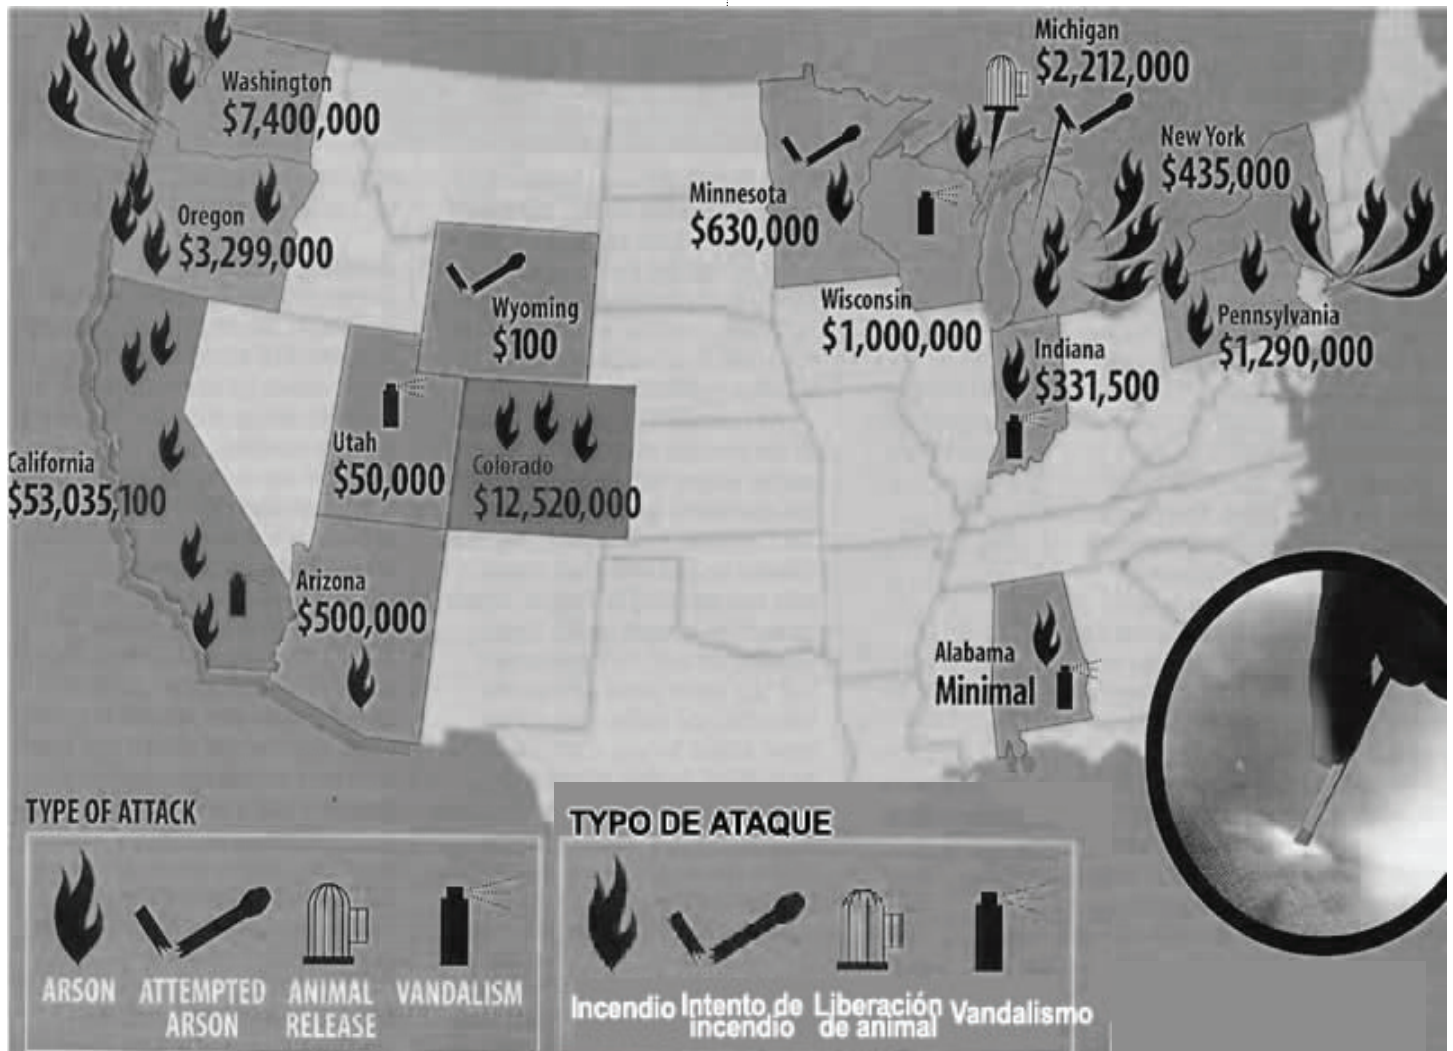 Michigan
$2,212,000
Washington
$7,400,000
New York
$435,000
Minnesota
$630,000
Oregon
$3,299,000
Wyoming
$100
Wisconsin
$1,000,000
Pennsylvania
$1,290,000
Indiana
$331,500
Utah
$50,000
California
$53,035,100
Colorado
$12,520,000
Arizona
$500,000
Alabama
Minimal
TYPE OF ATTACK
ARSON
ATTEMPTED
ARSON
ANIMAL
RELEASE
VANDALISM
TYPO DE ATAQUE
Incendio
Intento de
incendio
Liberación
de animal
Vandalismo